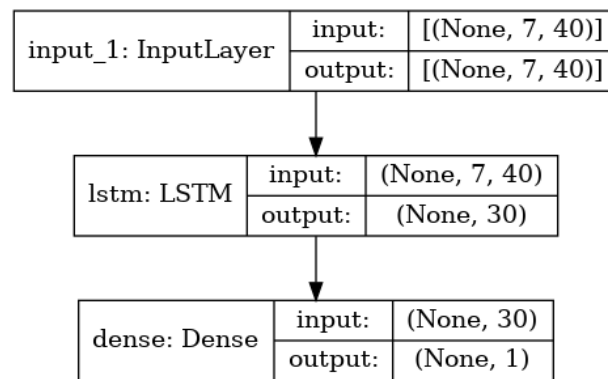 input_1: InputLayer
input: [(None, 7, 40)]
output: [(None, 7, 40)]
lstm: LSTM
input: (None, 7, 40)
output: (None, 30)
dense: Dense
input: (None, 30)
output: (None, 1)